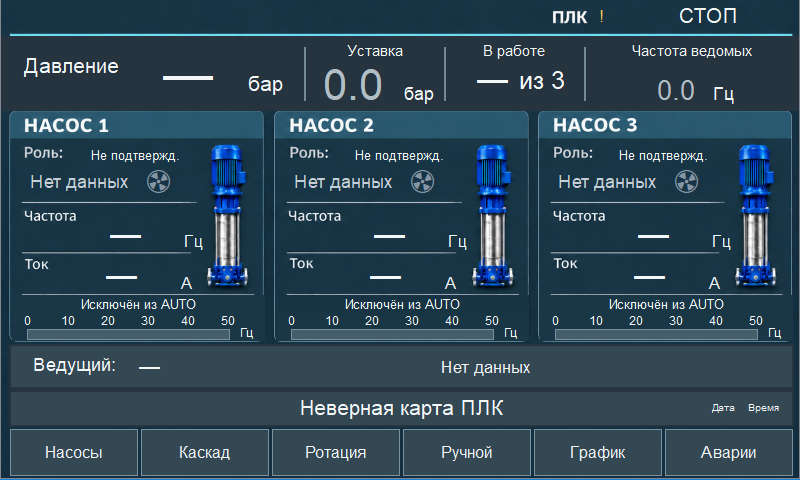 ПЛК ! СТОП
Давление — бар
Уставка
0.0 бар
В работе
— из 3
Частота ведомых
0.0 Гц
НАСОС 1
Роль: Не подтвержд.
Нет данных
Частота
— Гц
Ток
— А
Исключён из AUTO
0 10 20 30 40 50
Гц
НАСОС 2
Роль: Не подтвержд.
Нет данных
Частота
— Гц
Ток
— А
Исключён из AUTO
0 10 20 30 40 50
Гц
НАСОС 3
Роль: Не подтвержд.
Нет данных
Частота
— Гц
Ток
— А
Исключён из AUTO
0 10 20 30 40 50
Гц
Ведущий: — Нет данных
Неверная карта ПЛК Дата Время
Насосы Каскад Ротация Ручной График Аварии